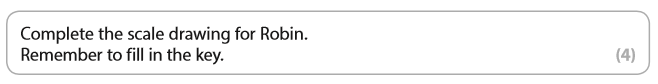 Complete the scale drawing for Robin.
Remember to fill in the key. (4)